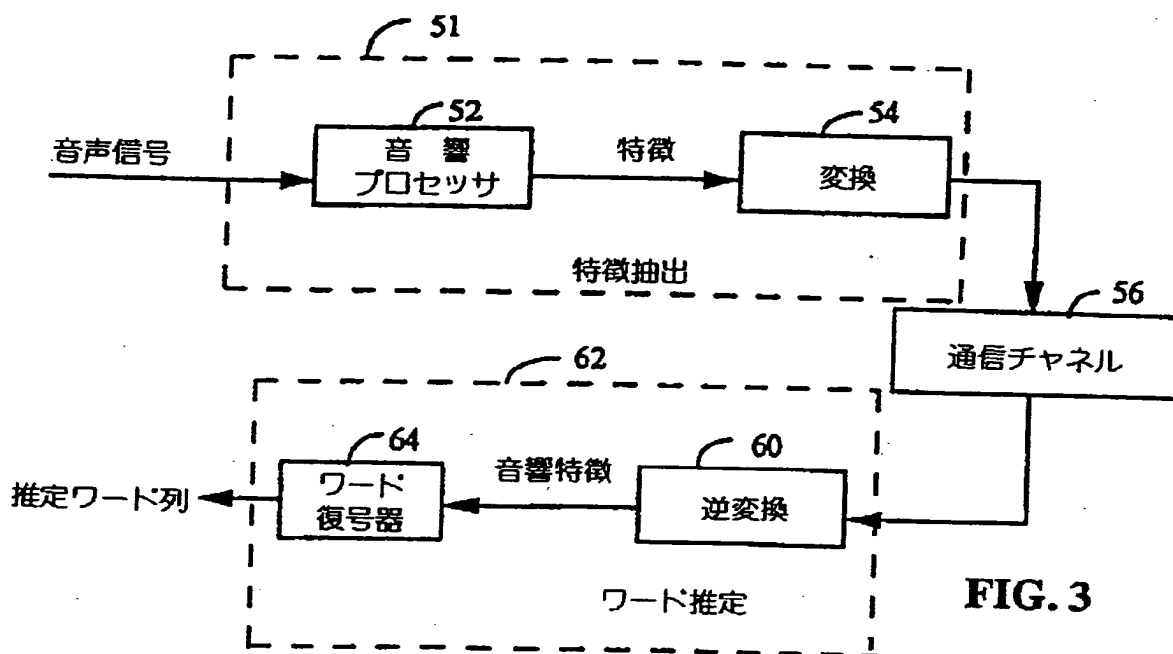 51
52
54
音声信号
音 響
プロセッサ
特徴
変換
特徴抽出
56
通信チャネル
62
64
60
推定ワード列
ワード
復号器
音響特徴
逆変換
ワード推定
FIG. 3